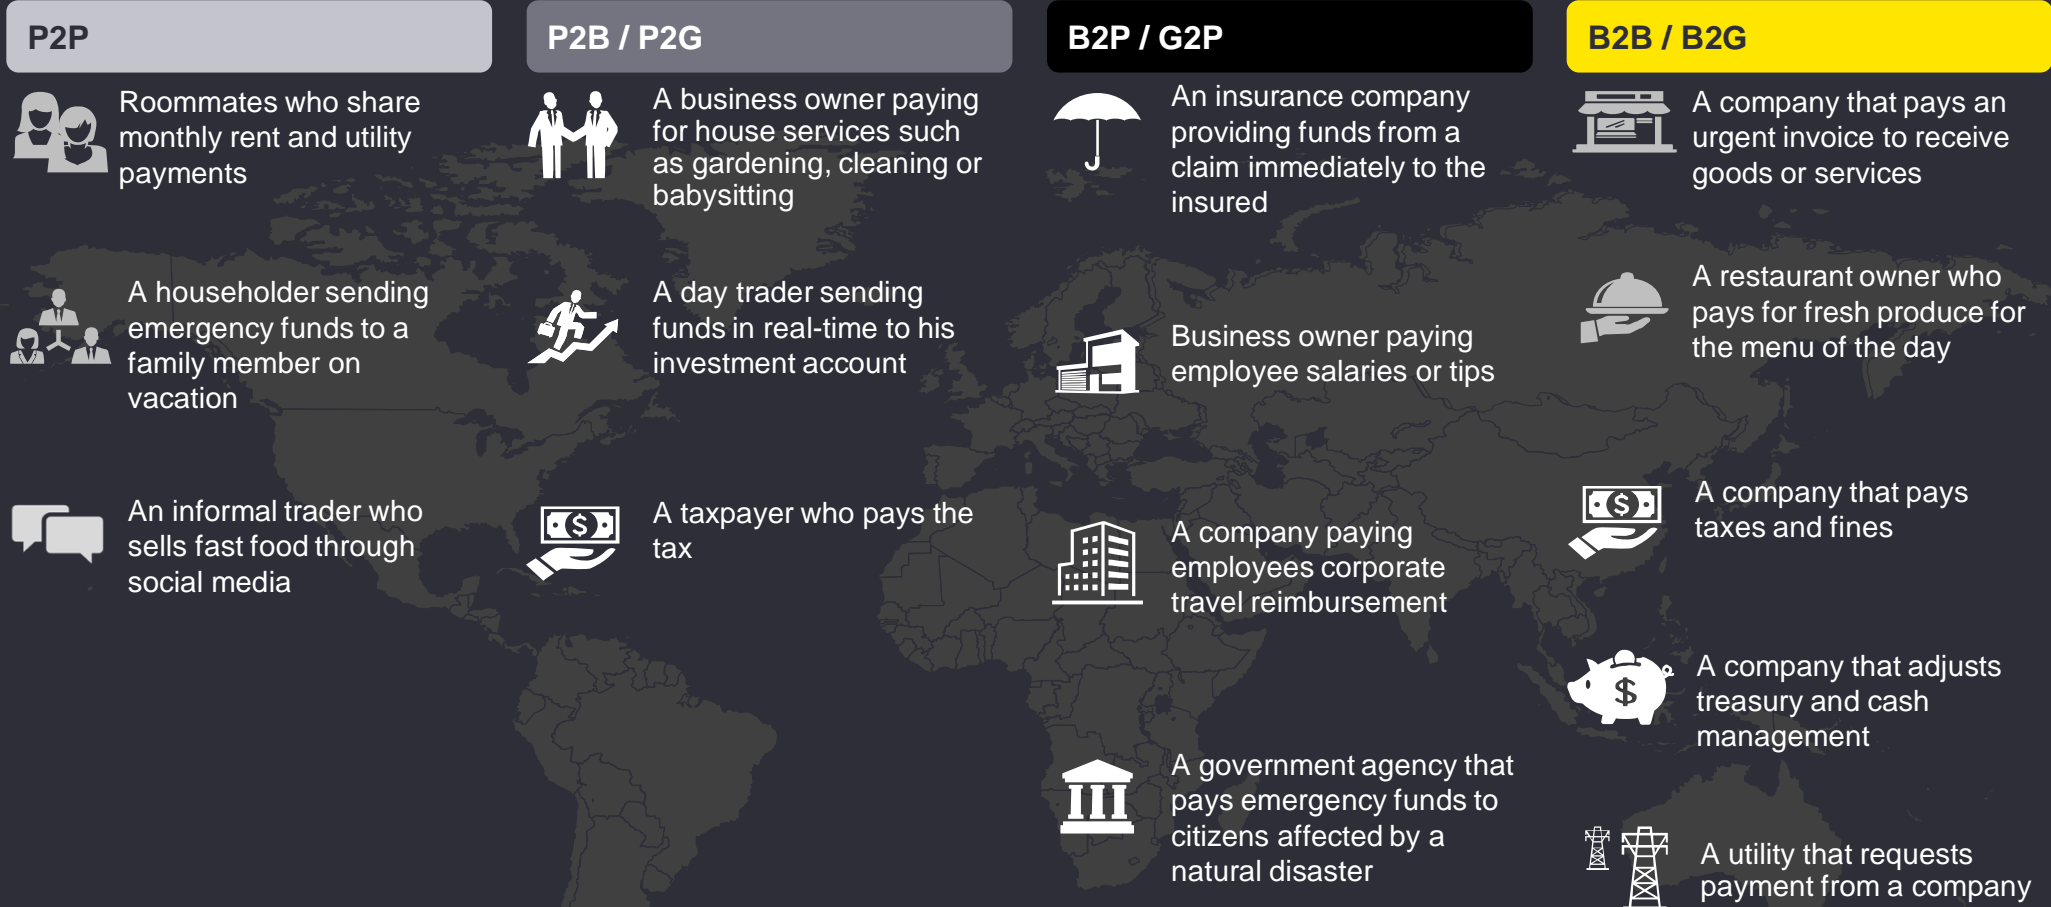 P2P
Roommates who share
monthly rent and utility
payments
A householder sending
emergency funds to a
family member on
vacation
An informal trader who
sells fast food through
social media
P2B / P2G
A business owner paying
for house services such
as gardening, cleaning or
babysitting
A day trader sending
funds in real-time to his
investment account
A taxpayer who pays the
tax
B2P / G2P
An insurance company
providing funds from a
claim immediately to the
insured
Business owner paying
employee salaries or tips
A company paying
employees corporate
travel reimbursement
A government agency that
pays emergency funds to
citizens affected by a
natural disaster
B2B / B2G
A company that pays an
urgent invoice to receive
goods or services
A restaurant owner who
pays for fresh produce for
the menu of the day
$
A company that pays
taxes and fines
$
A company that adjusts
treasury and cash
management
A utility that requests
payment from a company